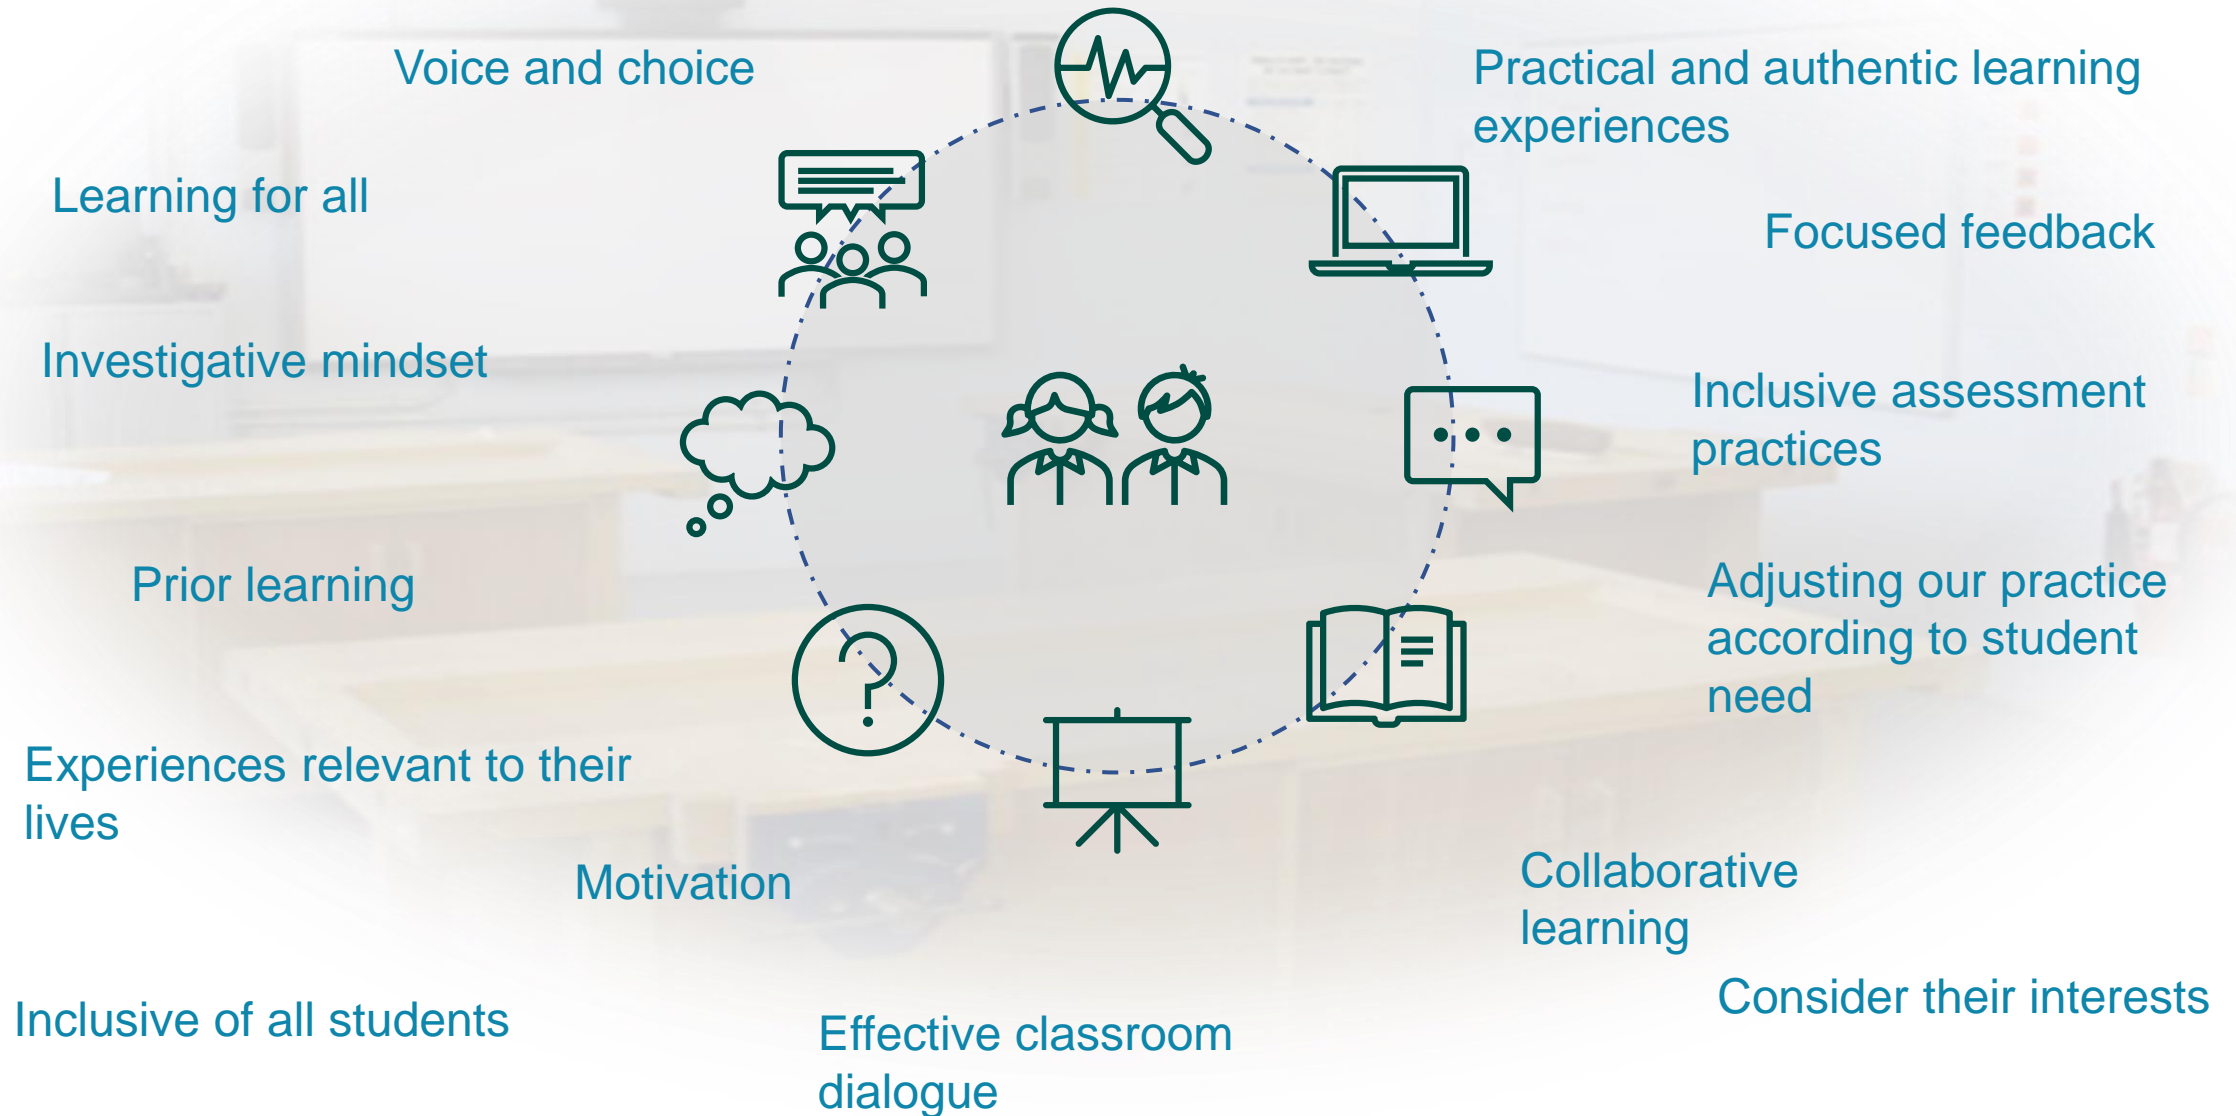 Voice and choice
Practical and authentic learning
experiences
Learning for all
Focused feedback
Investigative mindset
Inclusive assessment
practices
Prior learning
Adjusting our practice
according to student
need
Experiences relevant to their
lives
Motivation
Collaborative
learning
Consider their interests
Inclusive of all students
Effective classroom
dialogue